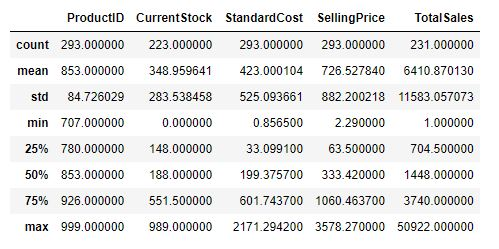 ProductID CurrentStock StandardCost SellingPrice TotalSales
count 293.000000 223.000000 293.000000 293.000000 231.000000
mean 853.000000 348.959641 423.000104 726.527840 6410.870130
std 84.726029 283.538458 525.093661 882.200218 11583.057073
min 707.000000 0.000000 0.856500 2.290000 1.000000
25% 780.000000 148.000000 33.099100 63.500000 704.500000
50% 853.000000 188.000000 199.375700 333.420000 1448.000000
75% 926.000000 551.500000 601.743700 1060.463700 3740.000000
max 999.000000 989.000000 2171.294200 3578.270000 50922.000000